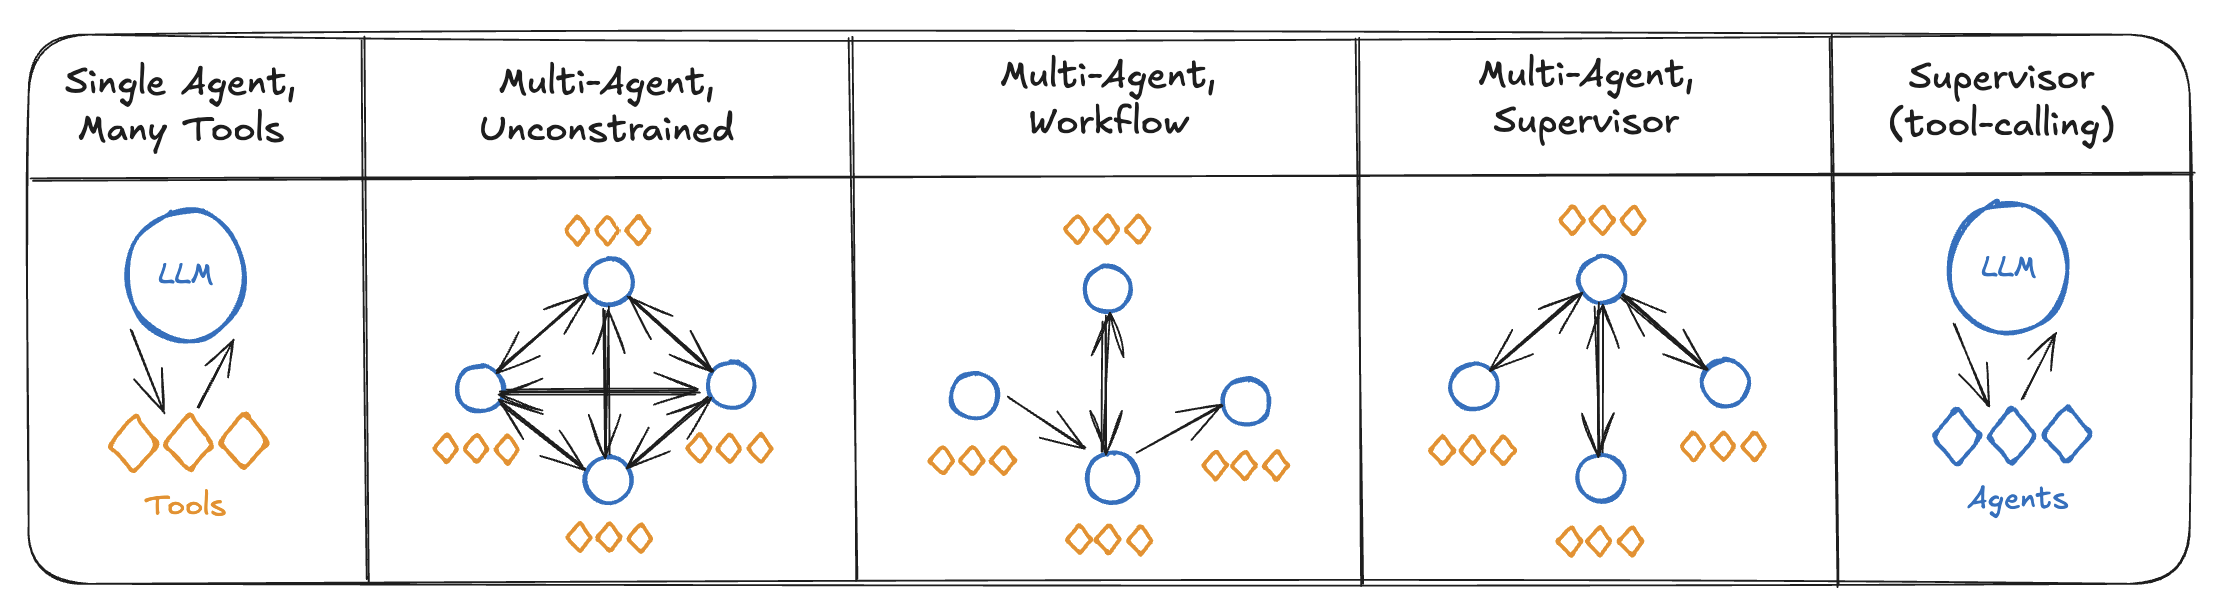 Single Agent,
Many Tools
Multi-Agent,
Unconstrained
Multi-Agent,
Workflow
Multi-Agent,
Supervisor
Supervisor
(tool-calling)
LLM
Tools
LLM
Agents